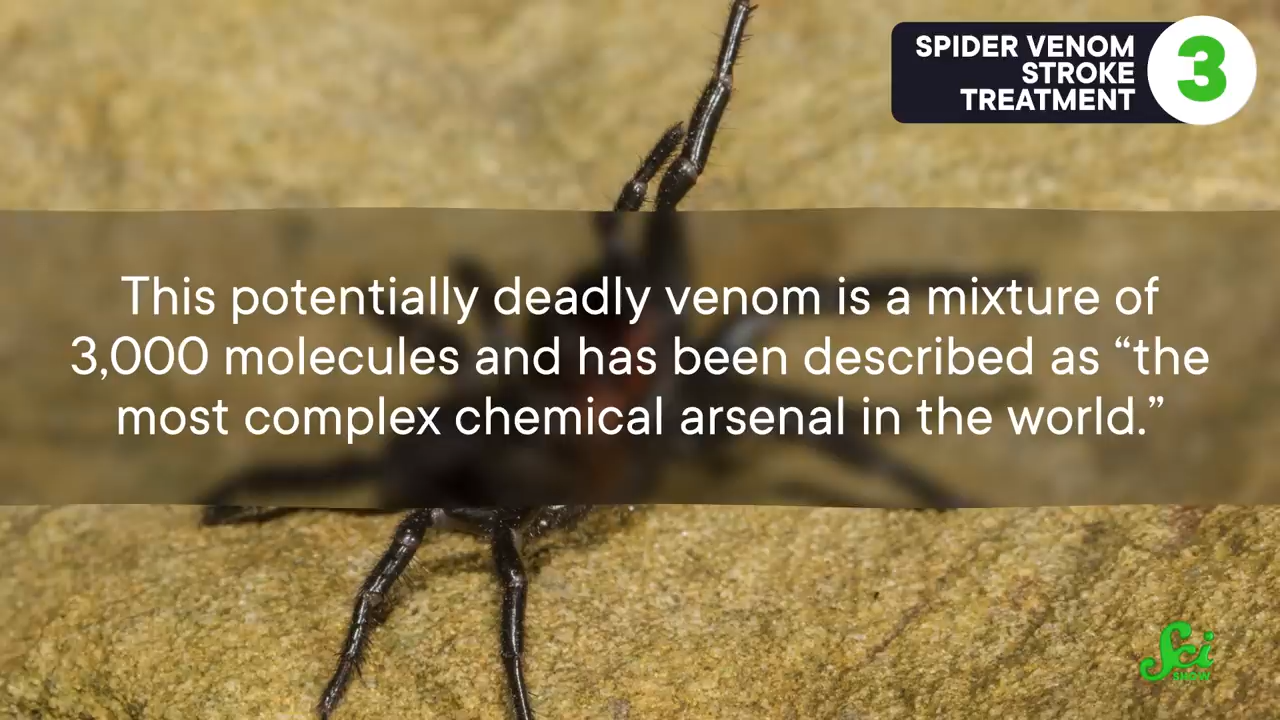 SPIDER VENOM
STROKE
TREATMENT
3
This potentially deadly venom is a mixture of
3,000 molecules and has been described as “the
most complex chemical arsenal in the world.”
Sci
SHOW